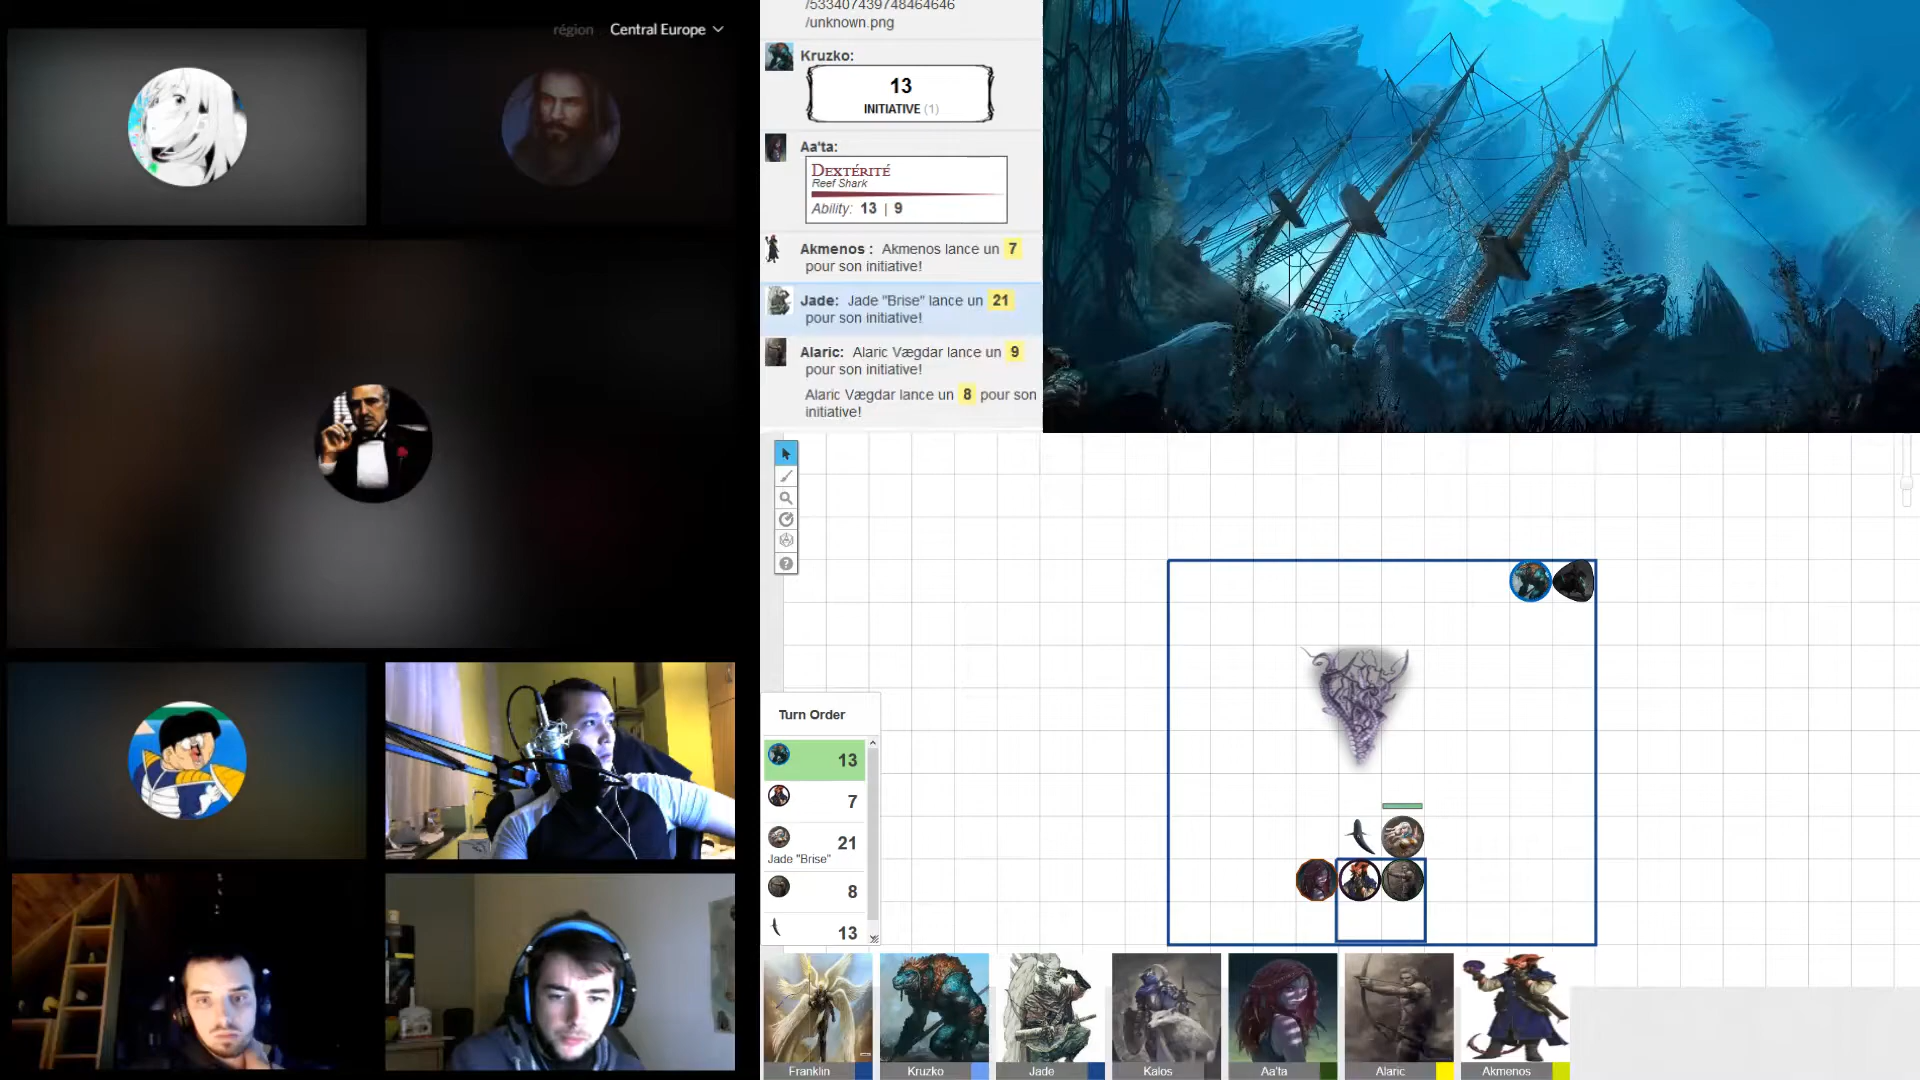 région Central Europe
/533407439748464646
/unknown.png
Kruzko:
13
INITIATIVE (1)
Aa'ta:
DEXTÉRITÉ
Reef Shark
Ability: 13 | 9
Akmenos : Akmenos lance un 7
pour son initiative!
Jade: Jade "Brise" lance un 21
pour son initiative!
Alaric: Alaric Vægdar lance un 9
pour son initiative!
Alaric Vægdar lance un 8 pour son
initiative!
Turn Order
13
7
21
Jade "Brise"
8
13
Franklin
Kruzko
Jade
Kalos
Aa'ta
Alaric
Akmenos